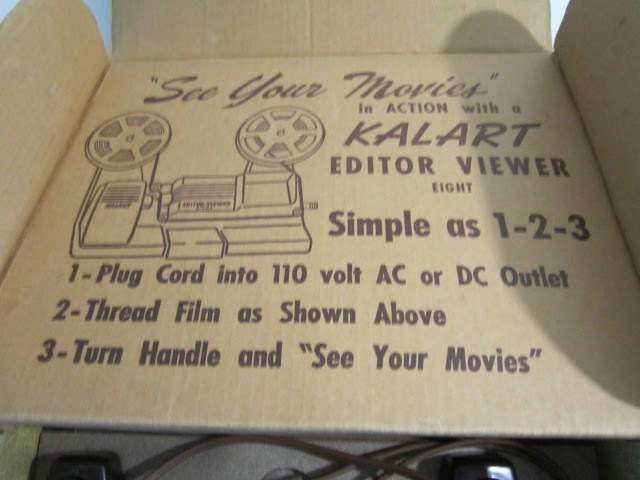 "See Your Movies"
in ACTION with a
KALART
EDITOR VIEWER
EIGHT
Simple as 1-2-3
1-Plug Cord into 110 volt AC or DC Outlet
2-Thread Film as Shown Above
3-Turn Handle and "See Your Movies"